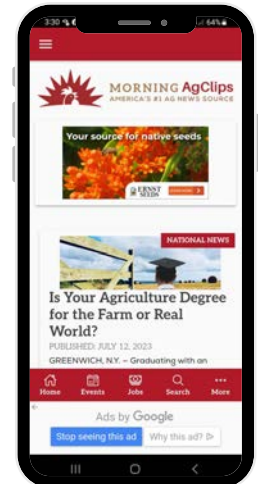 3:30
64%
MORNING AgClips
AMERICA'S #1 AG NEWS SOURCE
Your source for native seeds
ERNST
SEEDS
NATIONAL NEWS
Is Your Agriculture Degree
for the Farm or Real
World?
PUBLISHED: JULY 12, 2023
GREENWICH, N.Y. – Graduating with an
Home Events Jobs Search More
Ads by Google
Stop seeing this ad Why this ad?